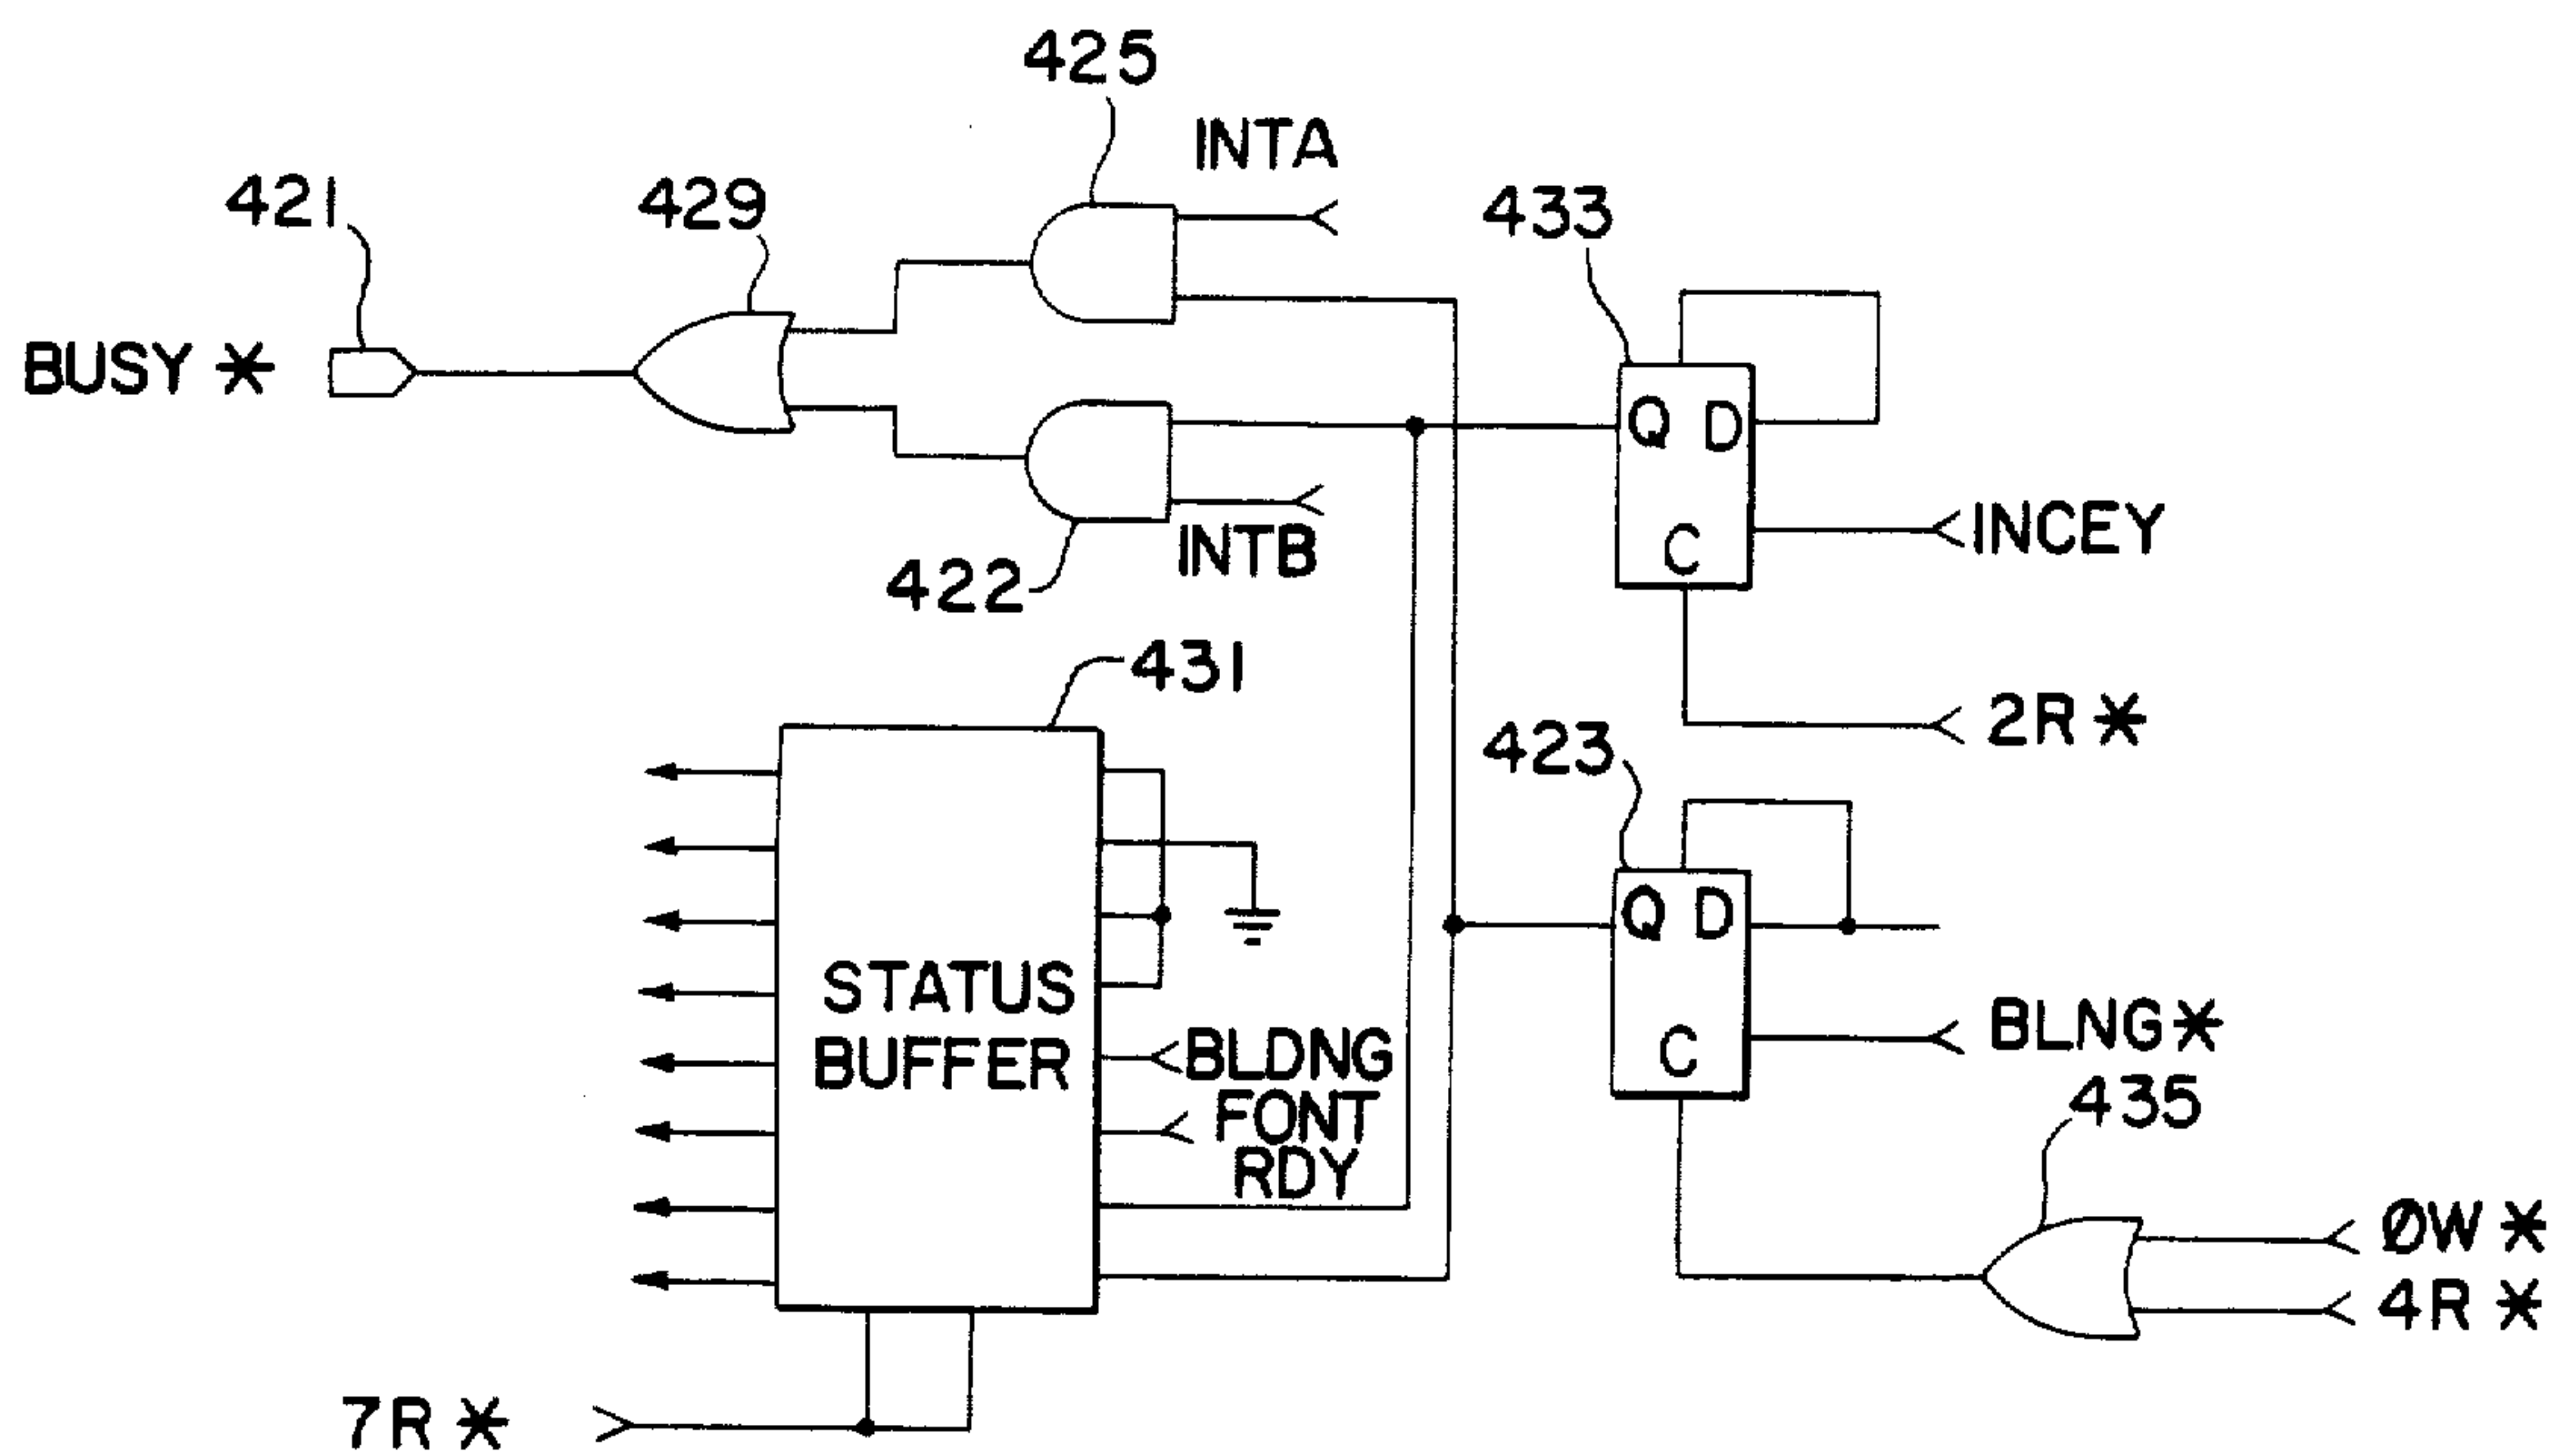 425
INTA
421
429
433
BUSY *
Q D
INCEY
C
INTB
422
431
2R *
423
Q D
STATUS
BUFFER
BLDNG
FONT
RDY
BLNG *
C
435
ØW *
4R *
7R *